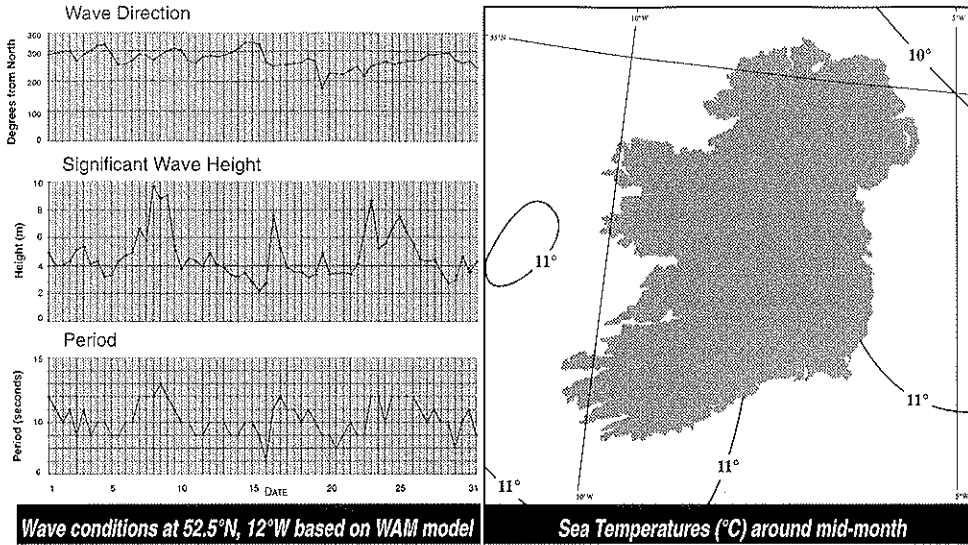 Wave Direction
360
300
200
100
0
Degrees from North
Significant Wave Height
10
8
6
4
2
0
Height (m)
Period
15
10
6
Period (seconds)
1
5
10
15
20
25
31
DATE
Wave conditions at 52.5°N, 12°W based on WAM model
10°W
5°W
55°N
10°
11°
11°
11°
11°
10°W
5°W
Sea Temperatures (°C) around mid-month